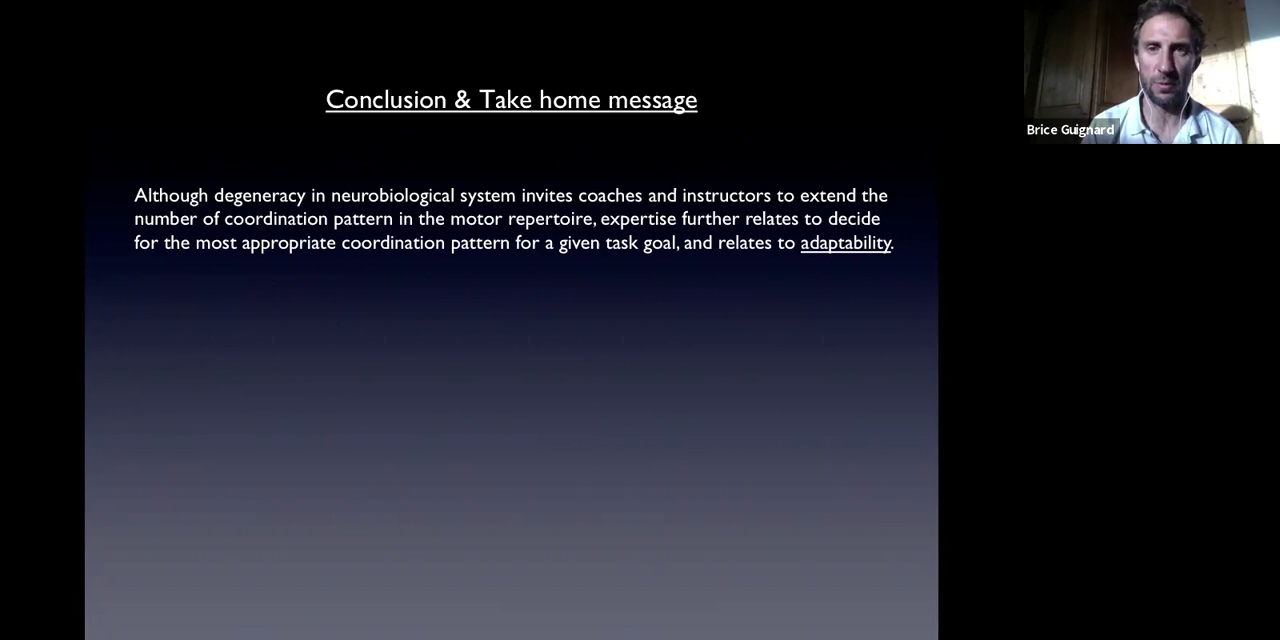 Conclusion & Take home message
Although degeneracy in neurobiological system invites coaches and instructors to extend the
number of coordination pattern in the motor repertoire, expertise further relates to decide
for the most appropriate coordination pattern for a given task goal, and relates to adaptability.
Brice Guignard